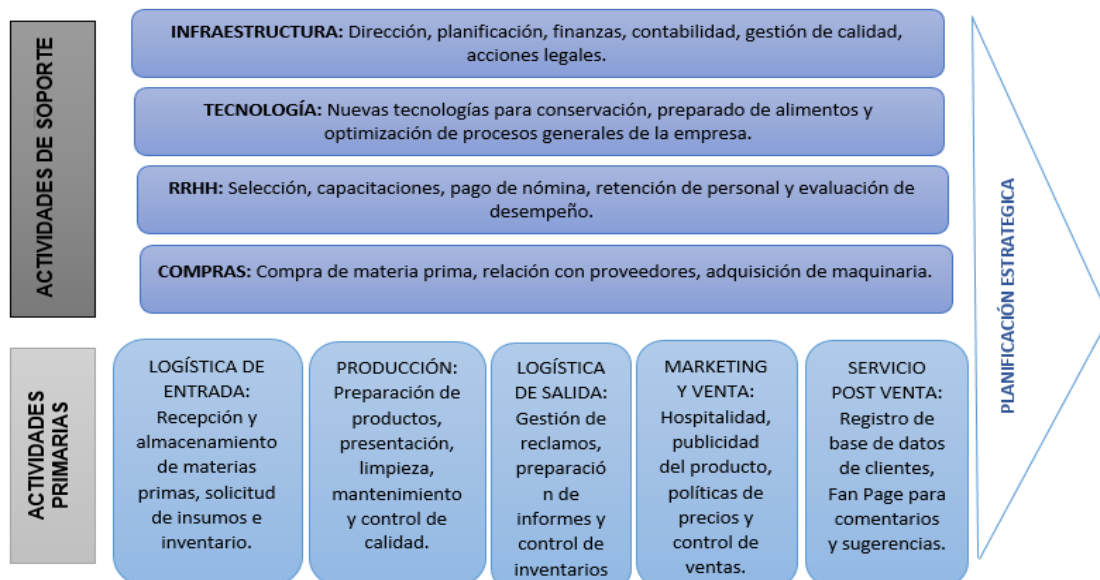 ACTIVIDADES DE SOPORTE
INFRAESTRUCTURA: Dirección, planificación, finanzas, contabilidad, gestión de calidad,
acciones legales.
TECNOLOGÍA: Nuevas tecnologías para conservación, preparado de alimentos y
optimización de procesos generales de la empresa.
RRHH: Selección, capacitaciones, pago de nómina, retención de personal y evaluación de
desempeño.
COMPRAS: Compra de materia prima, relación con proveedores, adquisición de maquinaria.
ACTIVIDADES
PRIMARIAS
LOGÍSTICA DE
ENTRADA:
Recepción y
almacenamiento
de materias
primas, solicitud
de insumos e
inventario.
PRODUCCIÓN:
Preparación de
productos,
presentación,
limpieza,
mantenimiento
y control de
calidad.
LOGÍSTICA
DE SALIDA:
Gestión de
reclamos,
preparació
n de
informes y
control de
inventarios
MARKETING
Y VENTA:
Hospitalidad,
publicidad
del producto,
políticas de
precios y
control de
ventas.
SERVICIO
POST VENTA:
Registro de
base de datos
de clientes,
Fan Page para
comentarios
y sugerencias.
PLANIFICACIÓN ESTRATEGICA